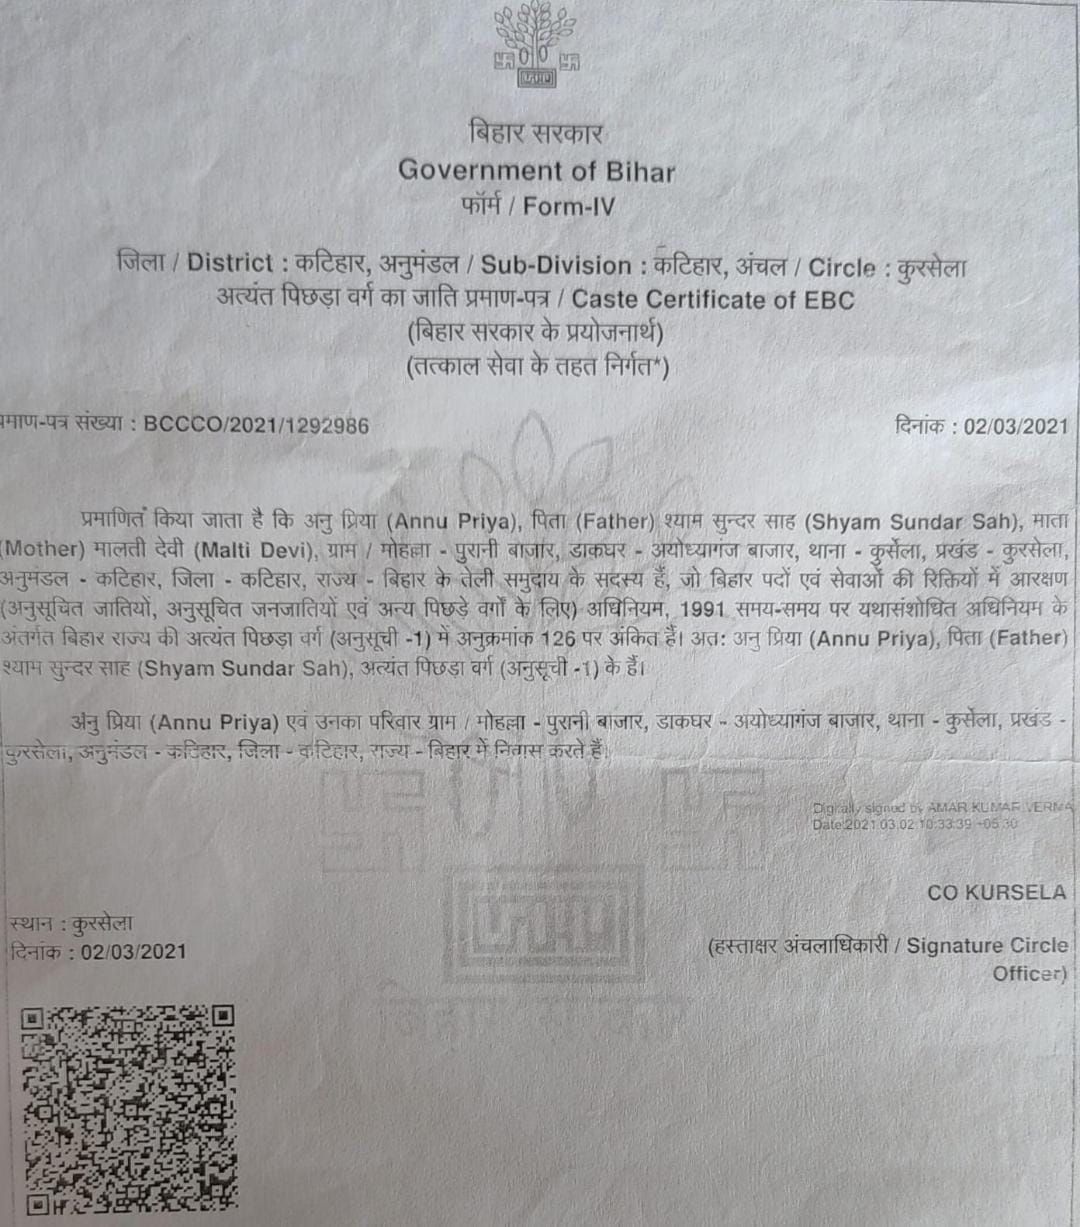 बिहार सरकार
Government of Bihar
फॉर्म / Form-IV
जिला / District : कटिहार, अनुमंडल / Sub-Division : कटिहार, अंचल / Circle : कुरसेला
अत्यंत पिछड़ा वर्ग का जाति प्रमाण-पत्र / Caste Certificate of EBC
(बिहार सरकार के प्रयोजनार्थ)
(तत्काल सेवा के तहत निर्गत*)
प्रमाण-पत्र संख्या : BCCCO/2021/1292986
दिनांक : 02/03/2021
प्रमाणित किया जाता है कि अनु प्रिया (Annu Priya), पिता (Father) श्याम सुन्दर साह (Shyam Sundar Sah), माता
(Mother) मालती देवी (Malti Devi), ग्राम / मोहल्ला - पुरानी बाजार, डाकघर - अयोध्यागंज बाजार, थाना - कुर्सेला, प्रखंड - कुरसेला,
अनुमंडल - कटिहार, जिला - कटिहार, राज्य - बिहार के तेली समुदाय के सदस्य हैं, जो बिहार पदों एवं सेवाओं की रिक्तियों में आरक्षण
(अनुसूचित जातियों, अनुसूचित जनजातियों एवं अन्य पिछड़े वर्गों के लिए) अधिनियम, 1991 समय-समय पर यथासंशोधित अधिनियम के
अंतर्गत बिहार राज्य की अत्यंत पिछड़ा वर्ग (अनुसूची -1) में अनुक्रमांक 126 पर अंकित हैं। अत: अनु प्रिया (Annu Priya), पिता (Father)
श्याम सुन्दर साह (Shyam Sundar Sah), अत्यंत पिछड़ा वर्ग (अनुसूची -1) के हैं।
अनु प्रिया (Annu Priya) एवं उनका परिवार ग्राम / मोहल्ला - पुरानी बाजार, डाकघर - अयोध्यागंज बाजार, थाना - कुर्सेला, प्रखंड -
कुरसेला, अनुमंडल - कटिहार, जिला - कटिहार, राज्य - बिहार में निवास करते हैं।
Digitally signed by AMAR KUMAR VERMA
Date:2021.03.02 10:33:39 +05:30
CO KURSELA
स्थान : कुरसेला
दिनांक : 02/03/2021
(हस्ताक्षर अंचलाधिकारी / Signature Circle
Officer)
बिहार सरकार